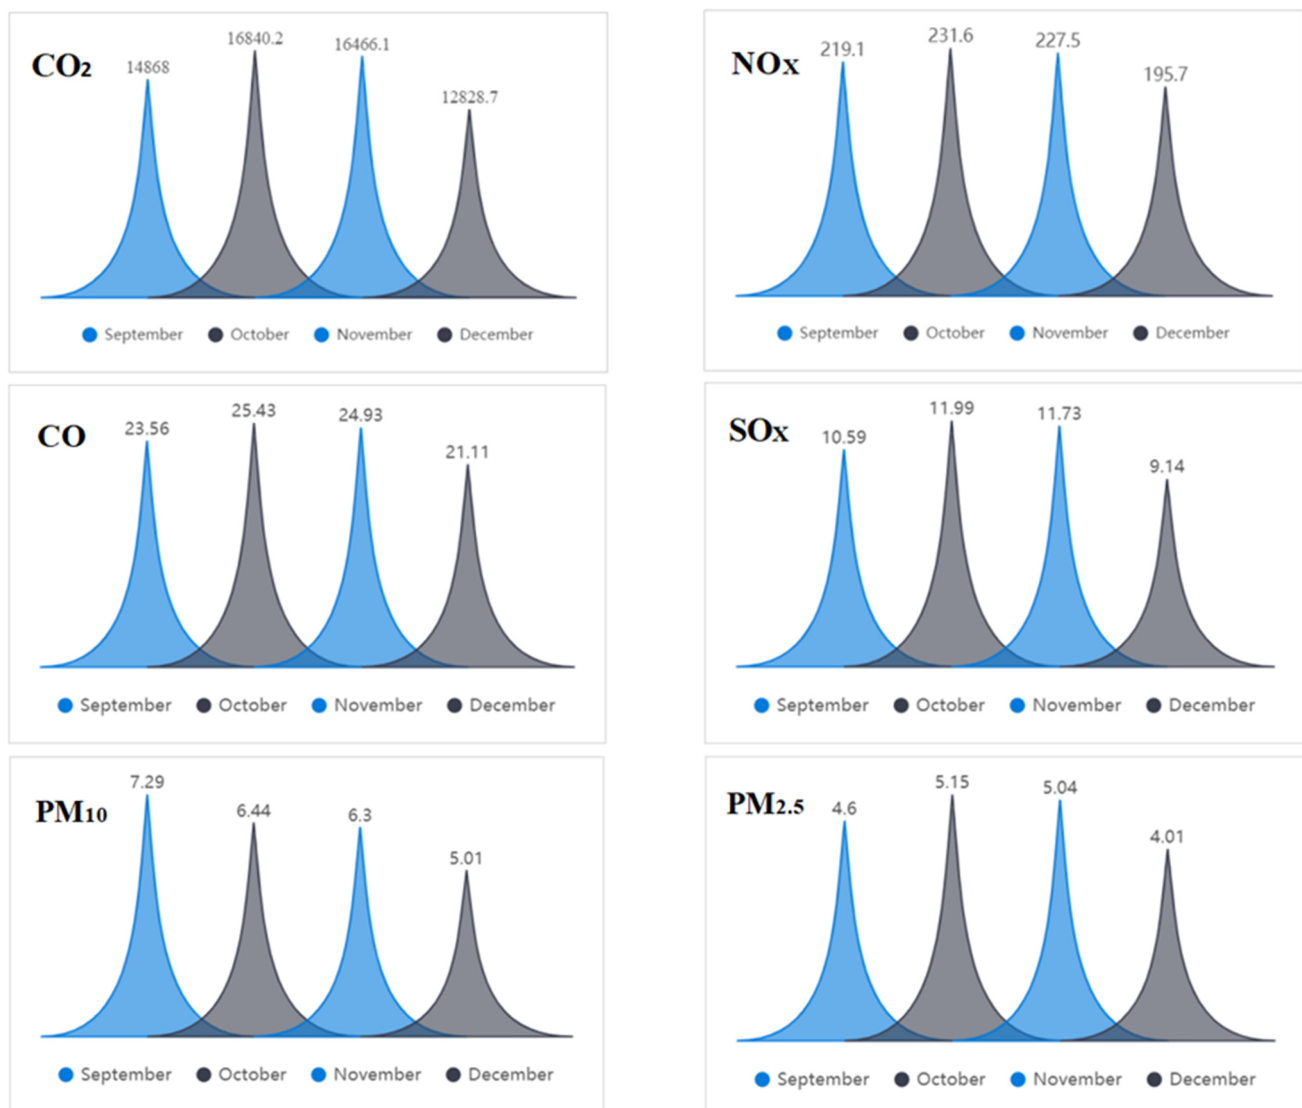 CO₂
14868
16840.2
16466.1
12828.7
September October November December
NOx
219.1
231.6
227.5
195.7
September October November December
CO
23.56
25.43
24.93
21.11
September October November December
SOx
10.59
11.99
11.73
9.14
September October November December
PM₁₀
7.29
6.44
6.3
5.01
September October November December
PM₂.₅
4.6
5.15
5.04
4.01
September October November December